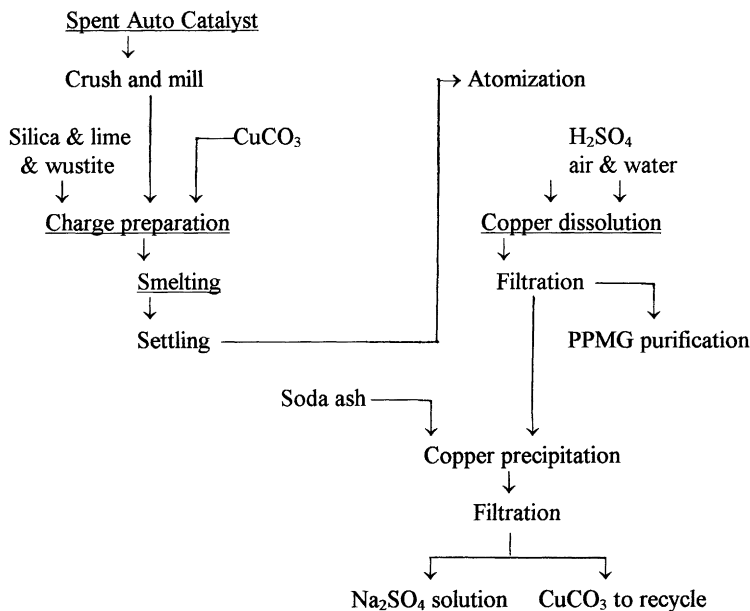 Spent Auto Catalyst
Crush and mill
Atomization
Silica & lime
& wustite
CuCO₃
H₂SO₄
air & water
Charge preparation
Copper dissolution
Smelting
Filtration
Settling
PPMG purification
Soda ash
Copper precipitation
Filtration
Na₂SO₄ solution
CuCO₃ to recycle